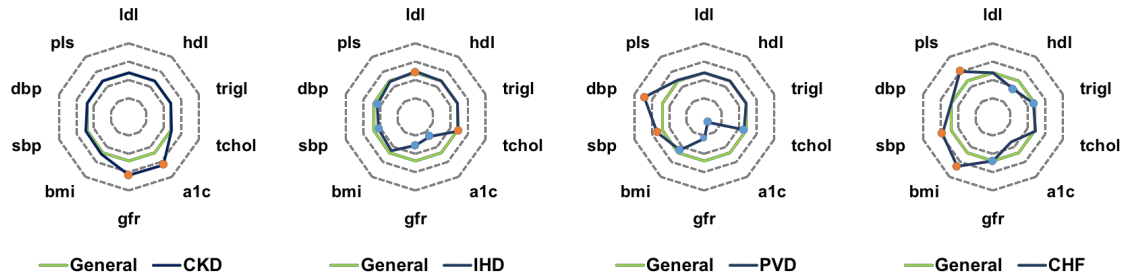 ldl ldl ldl ldl
pls hdl pls hdl pls hdl pls hdl
dbp trigl dbp trigl dbp trigl dbp trigl
sbp tchol sbp tchol sbp tchol sbp tchol
bmi a1c bmi a1c bmi a1c bmi a1c
gfr gfr gfr gfr
General CKD General IHD General PVD General CHF